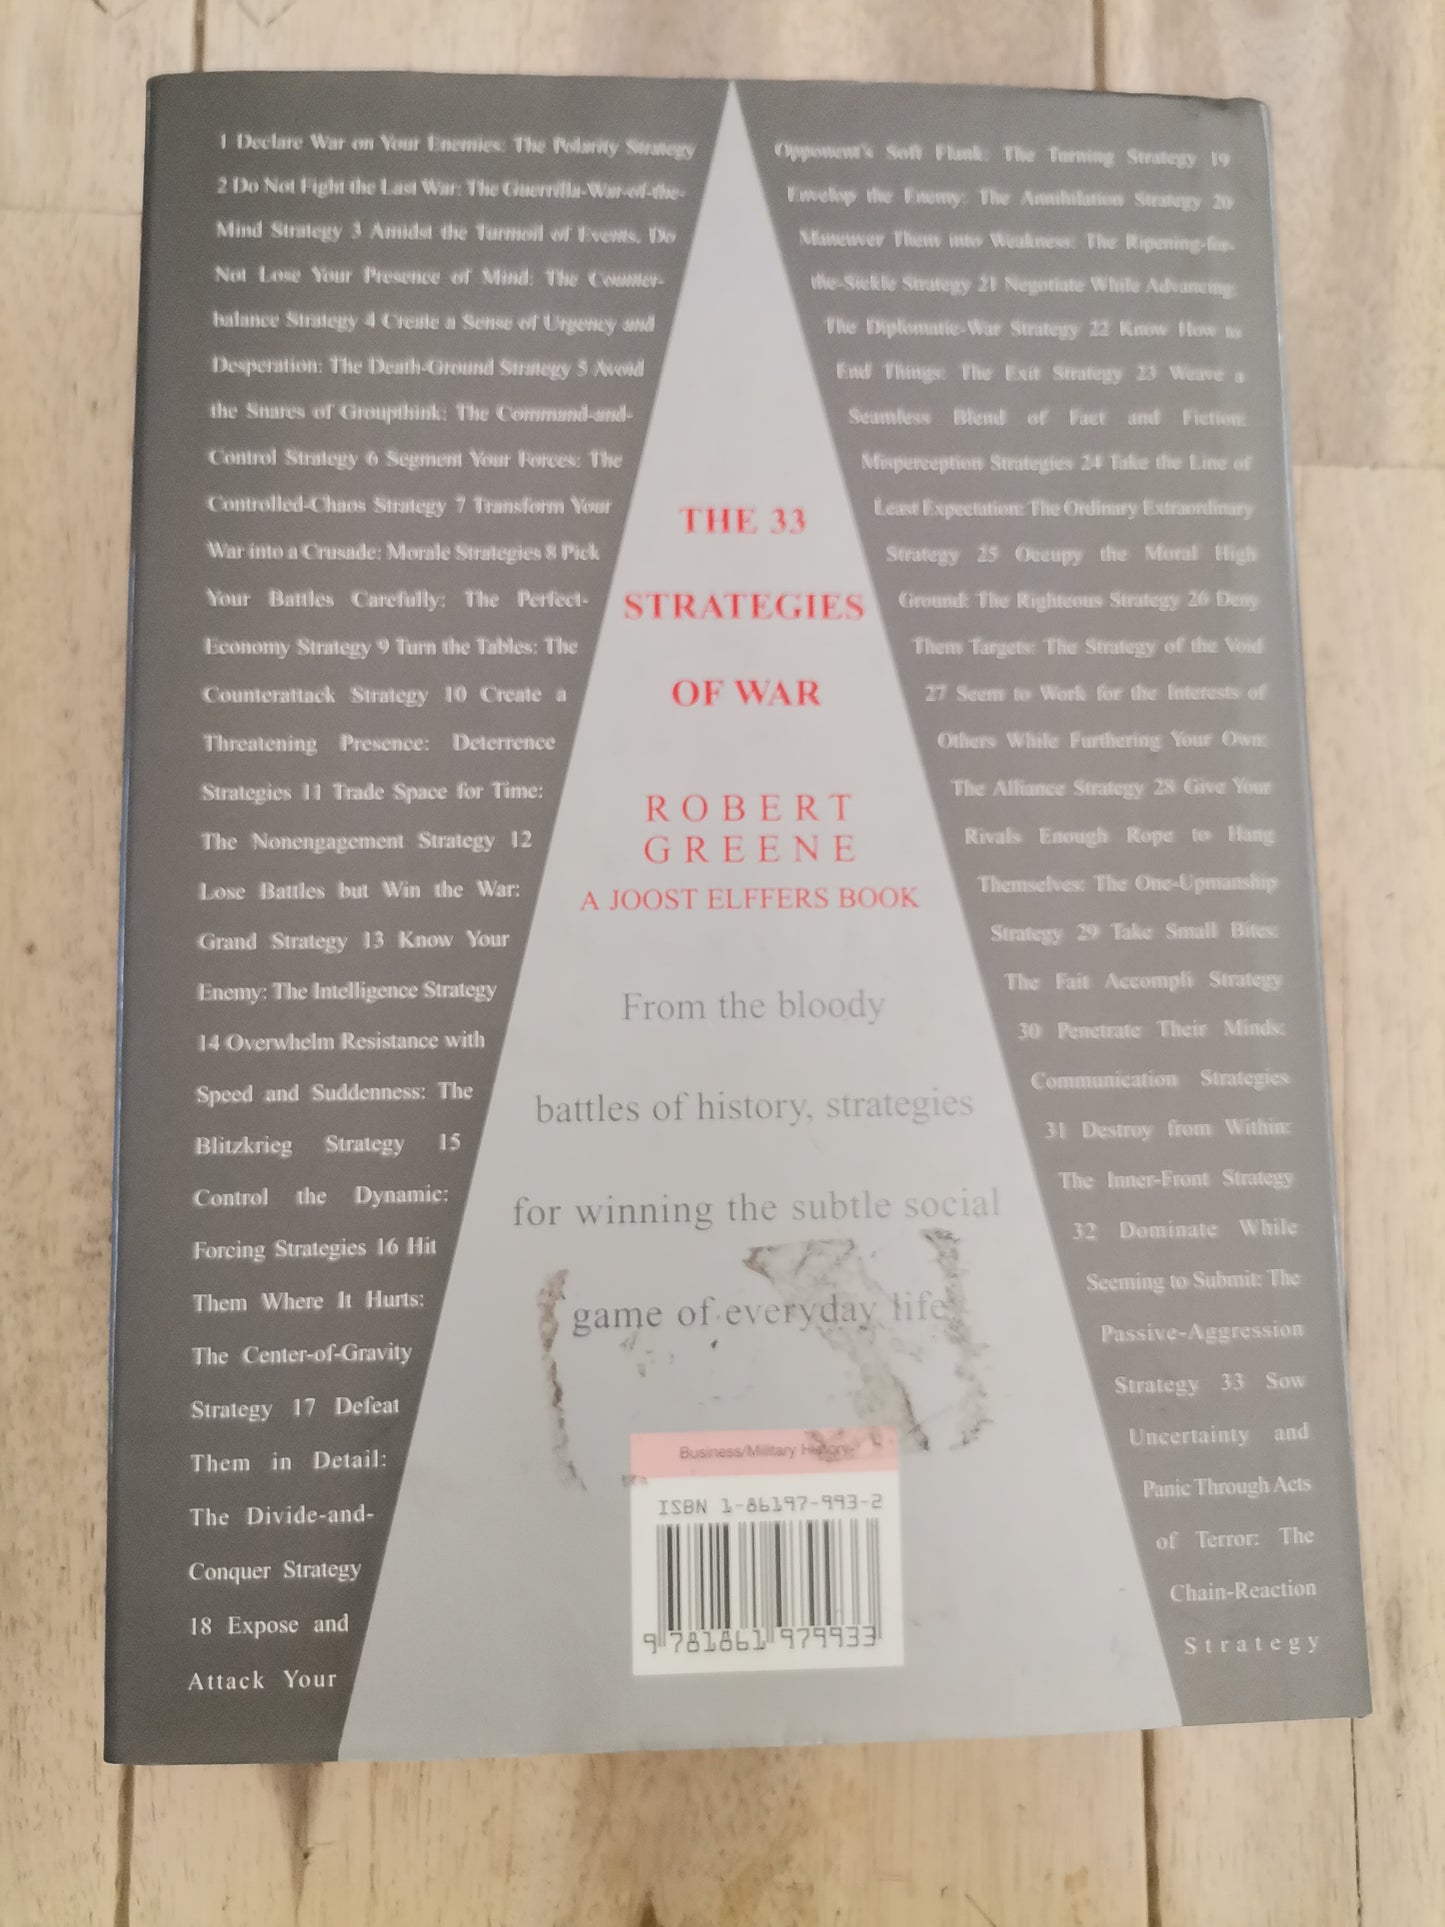 1 Declare War on Your Enemies: The Polarity Strategy
2 Do Not Fight the Last War: The Guerrilla-War-of-the-
Mind Strategy 3 Amidst the Turmoil of Events, Do
Not Lose Your Presence of Mind: The Counter-
balance Strategy 4 Create a Sense of Urgency and
Desperation: The Death-Ground Strategy 5 Avoid
the Snares of Groupthink: The Command-and-
Control Strategy 6 Segment Your Forces: The
Controlled-Chaos Strategy 7 Transform Your
War into a Crusade: Morale Strategies 8 Pick
Your Battles Carefully: The Perfect-
Economy Strategy 9 Turn the Tables: The
Counterattack Strategy 10 Create a
Threatening Presence: Deterrence
Strategies 11 Trade Space for Time:
The Nonengagement Strategy 12
Lose Battles but Win the War:
Grand Strategy 13 Know Your
Enemy: The Intelligence Strategy
14 Overwhelm Resistance with
Speed and Suddenness: The
Blitzkrieg Strategy 15
Control the Dynamic:
Forcing Strategies 16 Hit
Them Where It Hurts:
The Center-of-Gravity
Strategy 17 Defeat
Them in Detail:
The Divide-and-
Conquer Strategy
18 Expose and
Attack Your
Opponent's Soft Flank: The Turning Strategy 19
Envelop the Enemy: The Annihilation Strategy 20
Maneuver Them into Weakness: The Ripening-for-
the-Sickle Strategy 21 Negotiate While Advancing:
The Diplomatic-War Strategy 22 Know How to
End Things: The Exit Strategy 23 Weave a
Seamless Blend of Fact and Fiction:
Misperception Strategies 24 Take the Line of
Least Expectation: The Ordinary Extraordinary
Strategy 25 Occupy the Moral High
Ground: The Righteous Strategy 26 Deny
Them Targets: The Strategy of the Void
27 Seem to Work for the Interests of
Others While Furthering Your Own:
The Alliance Strategy 28 Give Your
Rivals Enough Rope to Hang
Themselves: The One-Upmanship
Strategy 29 Take Small Bites:
The Fait Accompli Strategy
30 Penetrate Their Minds:
Communication Strategies
31 Destroy from Within:
The Inner-Front Strategy
32 Dominate While
Seeming to Submit: The
Passive-Aggression
Strategy 33 Sow
Uncertainty and
Panic Through Acts
of Terror: The
Chain-Reaction
Strategy
THE 33
STRATEGIES
OF WAR
ROBERT
GREENE
A JOOST ELFFERS BOOK
From the bloody
battles of history, strategies
for winning the subtle social
game of everyday life
Business/Military History
ISBN 1-86197-993-2
9 781861 979933